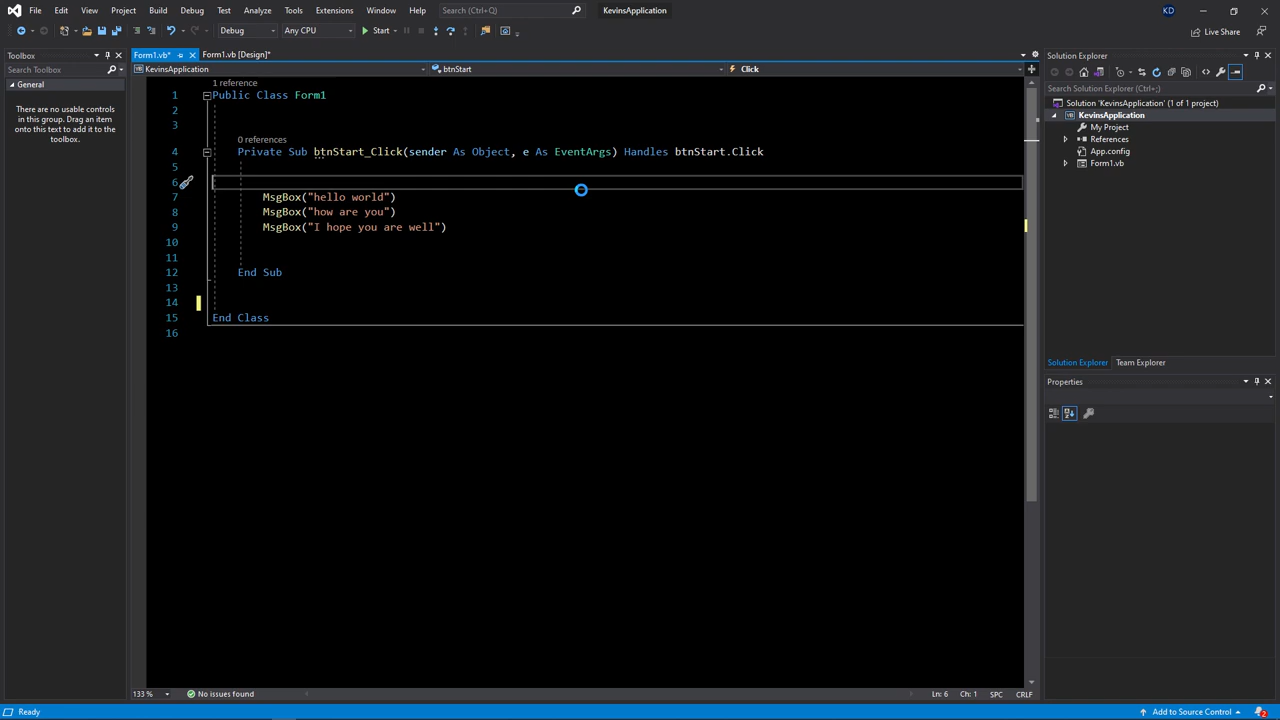 File Edit View Project Build Debug Test Analyze Tools Extensions Window Help Search (Ctrl+Q) KevinsApplication KD
Debug Any CPU Start Live Share
Toolbox
Search Toolbox
General
There are no usable controls
in this group. Drag an item
onto this text to add it to the
toolbox.
Form1.vb* Form1.vb [Design]*
KevinsApplication btnStart Click
1 reference
1 Public Class Form1
2
3
0 references
4 Private Sub btnStart_Click(sender As Object, e As EventArgs) Handles btnStart.Click
5
6
7 MsgBox("hello world")
8 MsgBox("how are you")
9 MsgBox("I hope you are well")
10
11
12 End Sub
13
14
15 End Class
16
133 % No issues found Ln: 6 Ch: 1 SPC CRLF
Solution Explorer
Search Solution Explorer (Ctrl+;)
Solution 'KevinsApplication' (1 of 1 project)
VB KevinsApplication
My Project
References
App.config
Form1.vb
Solution Explorer Team Explorer
Properties
Ready Add to Source Control 2